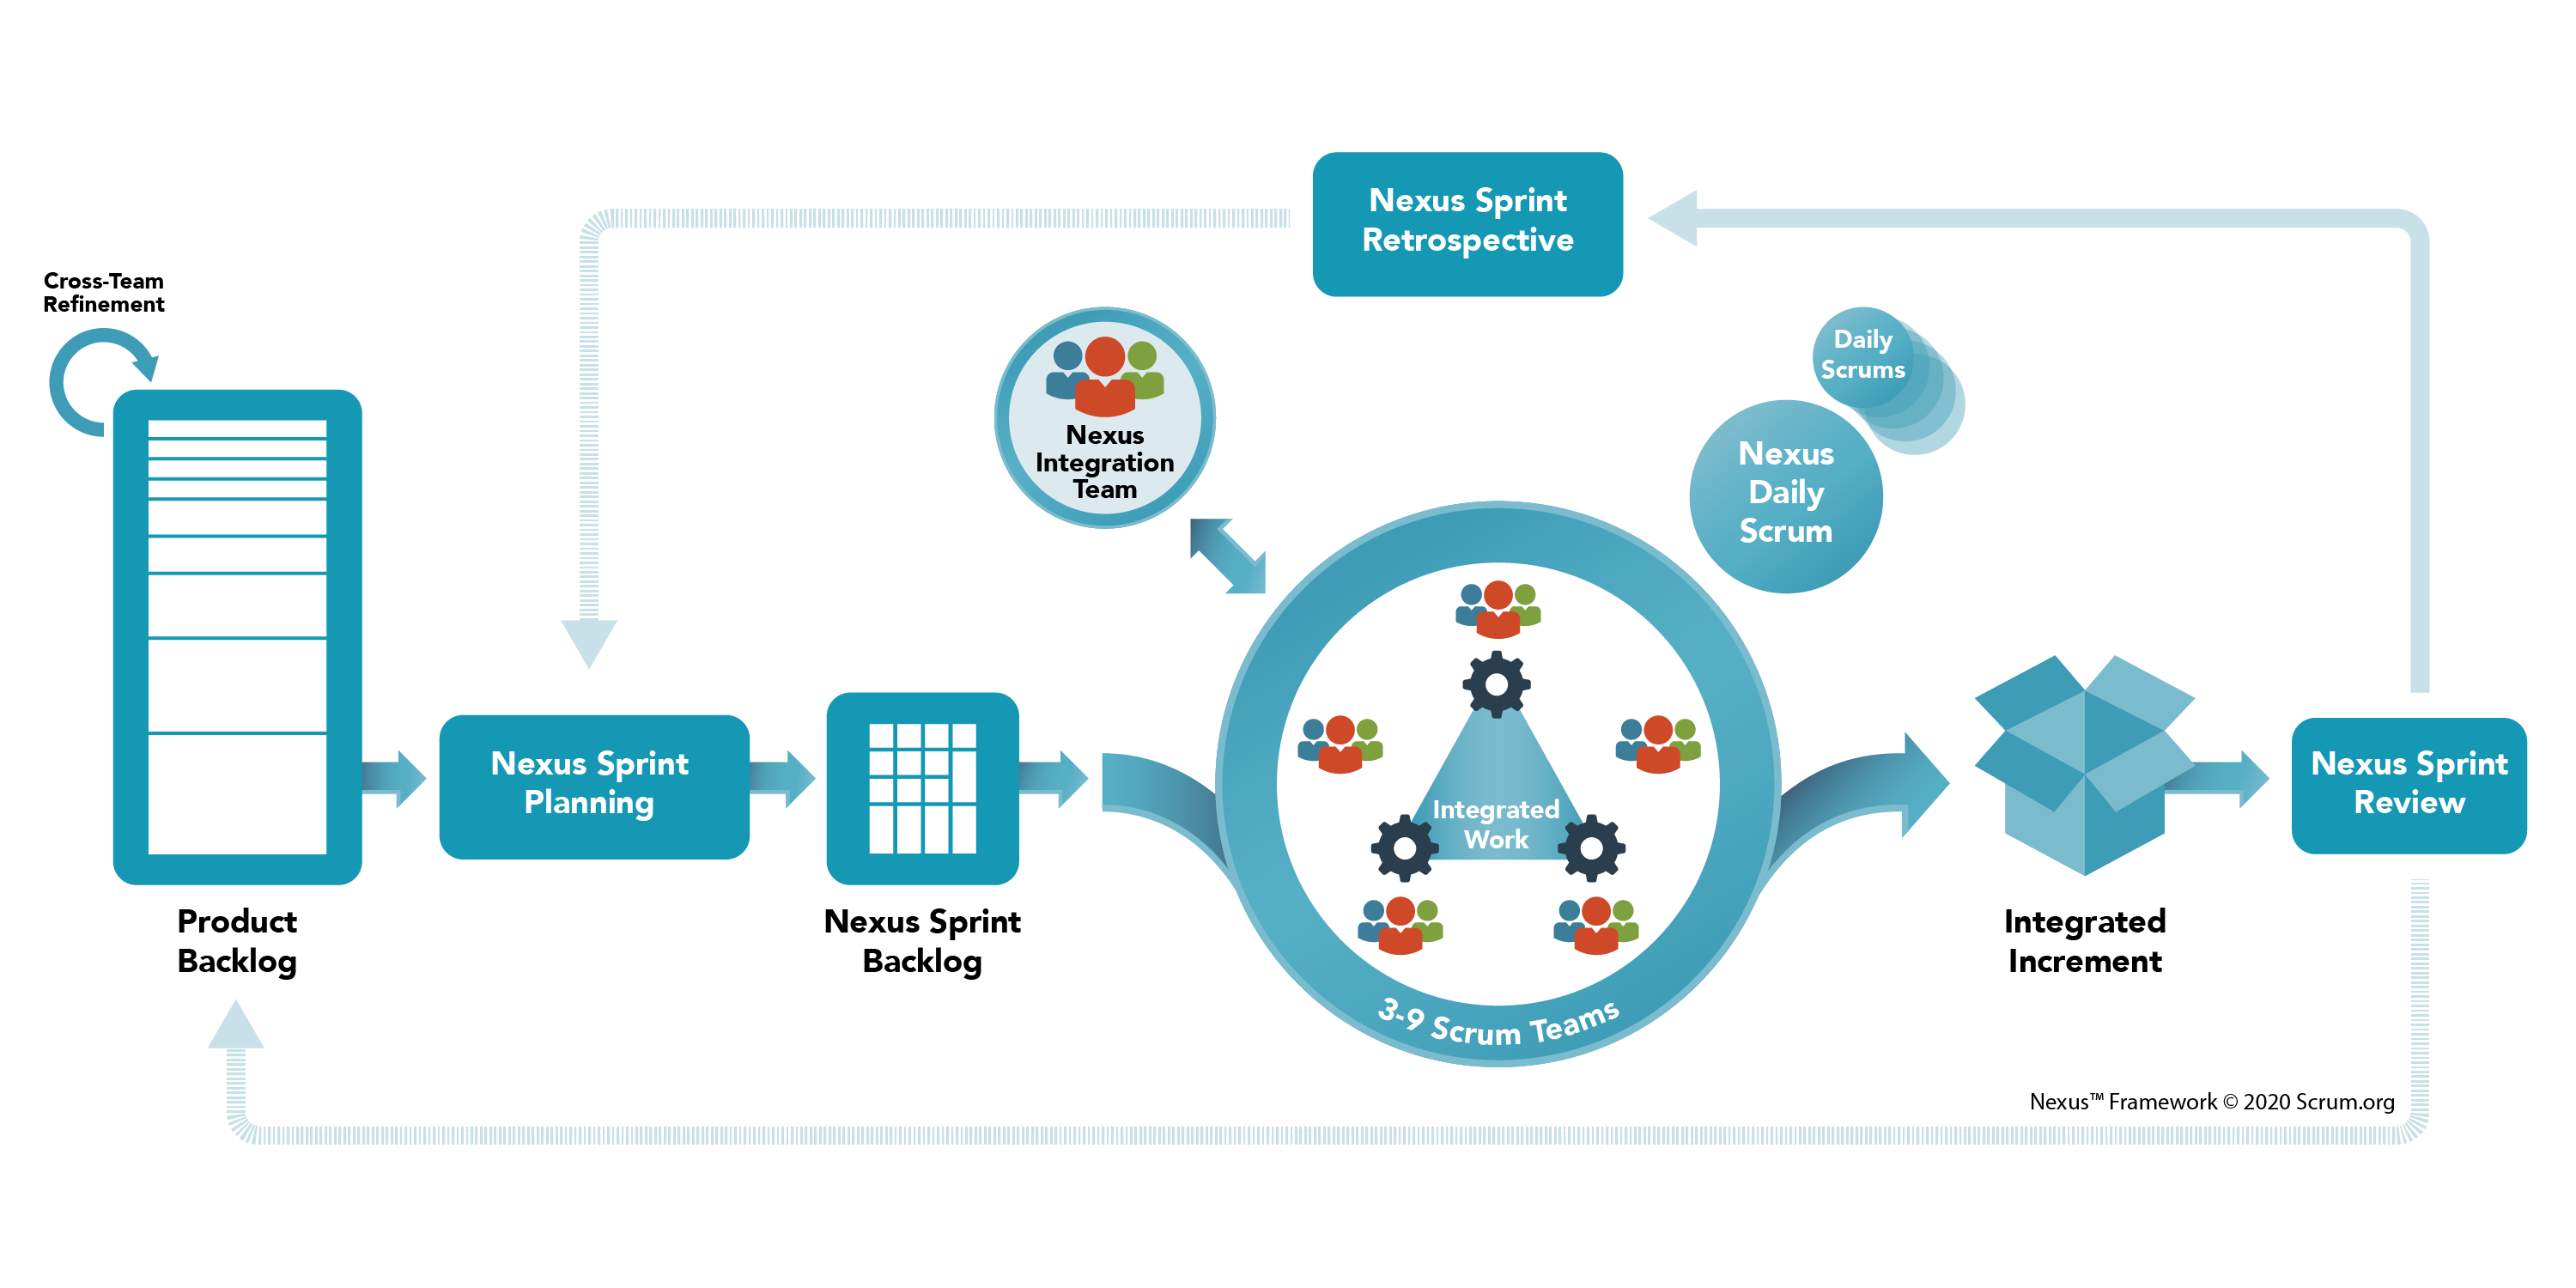 Nexus Sprint
Retrospective
Cross-Team
Refinement
Daily
Scrums
Nexus
Integration
Team
Nexus
Daily
Scrum
Nexus Sprint
Planning
Integrated
Work
Nexus Sprint
Review
Product
Backlog
Nexus Sprint
Backlog
Integrated
Increment
3-9 Scrum Teams
Nexus™ Framework © 2020 Scrum.org